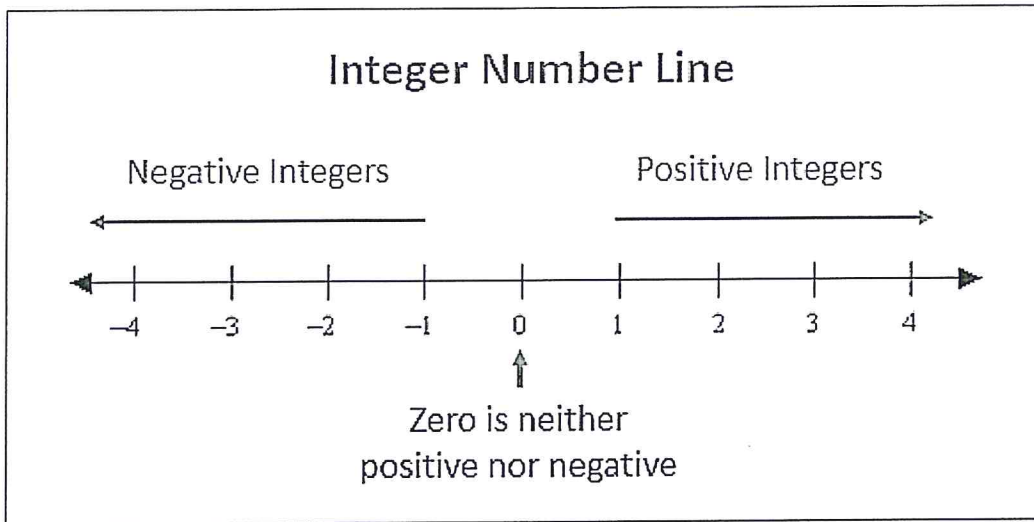 Integer Number Line
Negative Integers Positive Integers
–4 –3 –2 –1 0 1 2 3 4
Zero is neither
positive nor negative